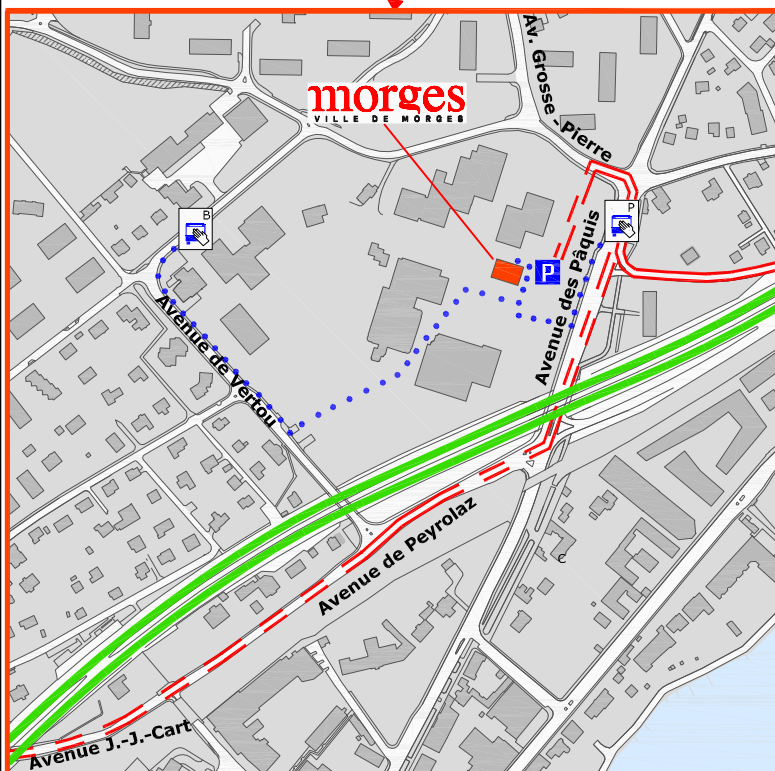 Av. Grosse - Pierre
morges
VILLE DE MORGES
B
P
P
Avenue des Pâquis
Avenue de Vertou
Avenue de Peyrolaz
C
Avenue J.-J.-Cart